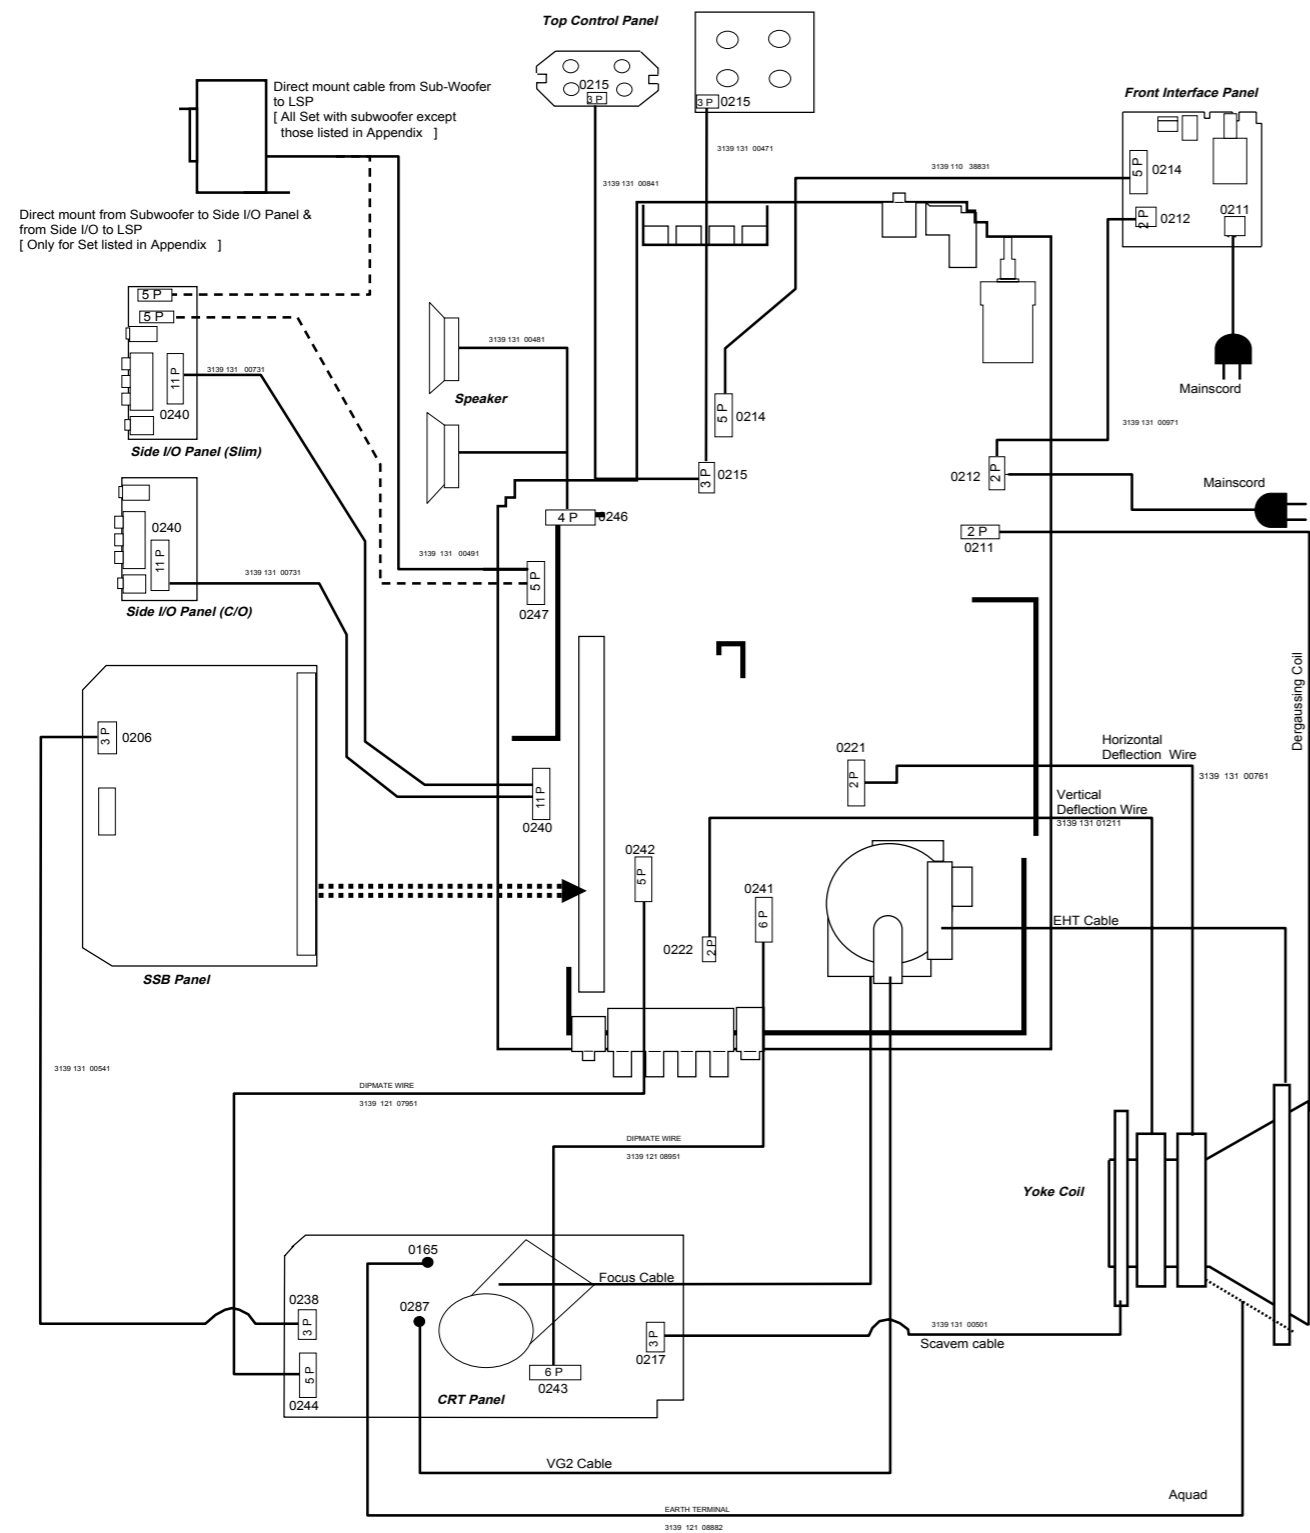 Top Control Panel
0215
3 P
3 P
0215
Direct mount cable from Sub-Woofer
to LSP
[ All Set with subwoofer except
those listed in Appendix ]
Front Interface Panel
5 P
0214
2 P
0212
0211
3139 131 00471
3139 131 00841
3139 110 38831
Direct mount from Subwoofer to Side I/O Panel &
from Side I/O to LSP
[ Only for Set listed in Appendix ]
5 P
5 P
11 P
0240
3139 131 00731
Side I/O Panel (Slim)
3139 131 00481
Speaker
Mainscord
5 P
0214
3139 131 00971
3 P
0215
0212
2 P
Mainscord
4 P
0246
2 P
0211
0240
11 P
3139 131 00731
Side I/O Panel (C/O)
3139 131 00491
5 P
0247
Dergaussing Coil
3 P
0206
SSB Panel
11 P
0240
0221
2 P
Horizontal
Deflection Wire
3139 131 00761
Vertical
Deflection Wire
3139 131 01211
0242
5 P
0241
6 P
0222
2 P
EHT Cable
3139 131 00541
DIPMATE WIRE
3139 121 07951
DIPMATE WIRE
3139 121 08951
Yoke Coil
0165
Focus Cable
0238
3 P
0287
3139 131 00501
Scavem cable
3 P
0217
5 P
0244
6 P
0243
CRT Panel
VG2 Cable
Aquad
EARTH TERMINAL
3139 121 08882